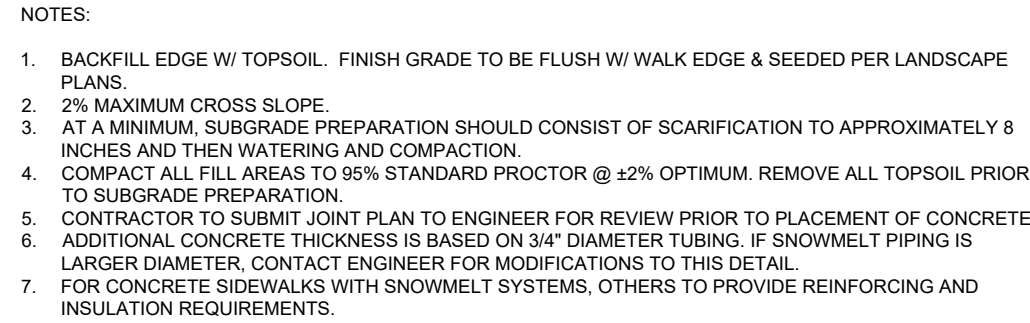 NOTES:
1. BACKFILL EDGE W/ TOPSOIL. FINISH GRADE TO BE FLUSH W/ WALK EDGE & SEEDED PER LANDSCAPE
PLANS.
2. 2% MAXIMUM CROSS SLOPE.
3. AT A MINIMUM, SUBGRADE PREPARATION SHOULD CONSIST OF SCARIFICATION TO APPROXIMATELY 8
INCHES AND THEN WATERING AND COMPACTION.
4. COMPACT ALL FILL AREAS TO 95% STANDARD PROCTOR @ ±2% OPTIMUM. REMOVE ALL TOPSOIL PRIOR
TO SUBGRADE PREPARATION.
5. CONTRACTOR TO SUBMIT JOINT PLAN TO ENGINEER FOR REVIEW PRIOR TO PLACEMENT OF CONCRETE
6. ADDITIONAL CONCRETE THICKNESS IS BASED ON 3/4" DIAMETER TUBING. IF SNOWMELT PIPING IS
LARGER DIAMETER, CONTACT ENGINEER FOR MODIFICATIONS TO THIS DETAIL.
7. FOR CONCRETE SIDEWALKS WITH SNOWMELT SYSTEMS, OTHERS TO PROVIDE REINFORCING AND
INSULATION REQUIREMENTS.